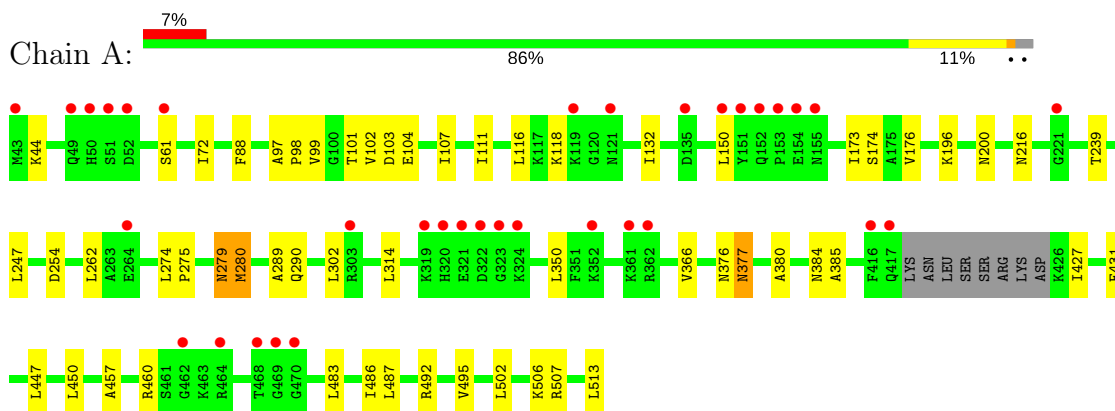 7%
Chain A:
86% 11% • •
M43 K44 Q49 H50 S51 D52 S61 I72 F88 A97 P98 V99 G100 T101 V102 D103 E104 I107 I111 L116 K117 K118 K119 G120 N121 I132 D135 L150 Y151 Q152 P153 E154 N155 I173 S174 A175 V176 K196 N200 N216 G221 T239
L247 D254 L262 A263 E264 L274 P275 N279 M280 A289 Q290 L302 R303 L314 K319 H320 E321 D322 G323 K324 L350 F351 K352 K361 R362 V366 N376 N377 A380 N384 A385 F416 Q417 LYS ASN LEU SER SER ARG LYS ASP K426 I427 E431
L447 L450 A457 R460 S461 G462 K463 R464 T468 G469 G470 L483 I486 L487 R492 V495 L502 K506 R507 L513